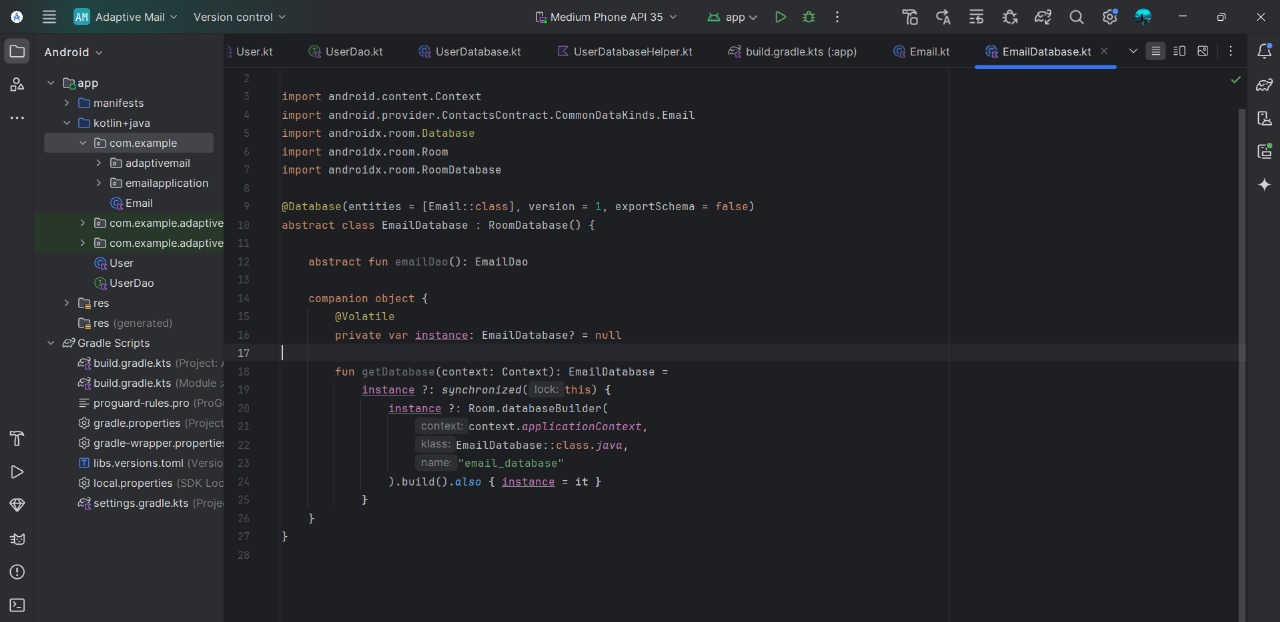 AM Adaptive Mail Version control Medium Phone API 35 app
Android
User.kt UserDao.kt UserDatabase.kt UserDatabaseHelper.kt build.gradle.kts (:app) Email.kt EmailDatabase.kt
app
manifests
kotlin+java
com.example
adaptivemail
emailapplication
Email
com.example.adaptive
com.example.adaptive
User
UserDao
res
res (generated)
Gradle Scripts
build.gradle.kts (Project: A
build.gradle.kts (Module :a
proguard-rules.pro (ProG
gradle.properties (Project
gradle-wrapper.properties
libs.versions.toml (Versio
local.properties (SDK Loc
settings.gradle.kts (Proje
2
3 import android.content.Context
4 import android.provider.ContactsContract.CommonDataKinds.Email
5 import androidx.room.Database
6 import androidx.room.Room
7 import androidx.room.RoomDatabase
8
9 @Database(entities = [Email::class], version = 1, exportSchema = false)
10 abstract class EmailDatabase : RoomDatabase() {
11
12 abstract fun emailDao(): EmailDao
13
14 companion object {
15 @Volatile
16 private var instance: EmailDatabase? = null
17
18 fun getDatabase(context: Context): EmailDatabase =
19 instance ?: synchronized( lock: this) {
20 instance ?: Room.databaseBuilder(
21 context: context.applicationContext,
22 klass: EmailDatabase::class.java,
23 name: "email_database"
24 ).build().also { instance = it }
25 }
26 }
27 }
28